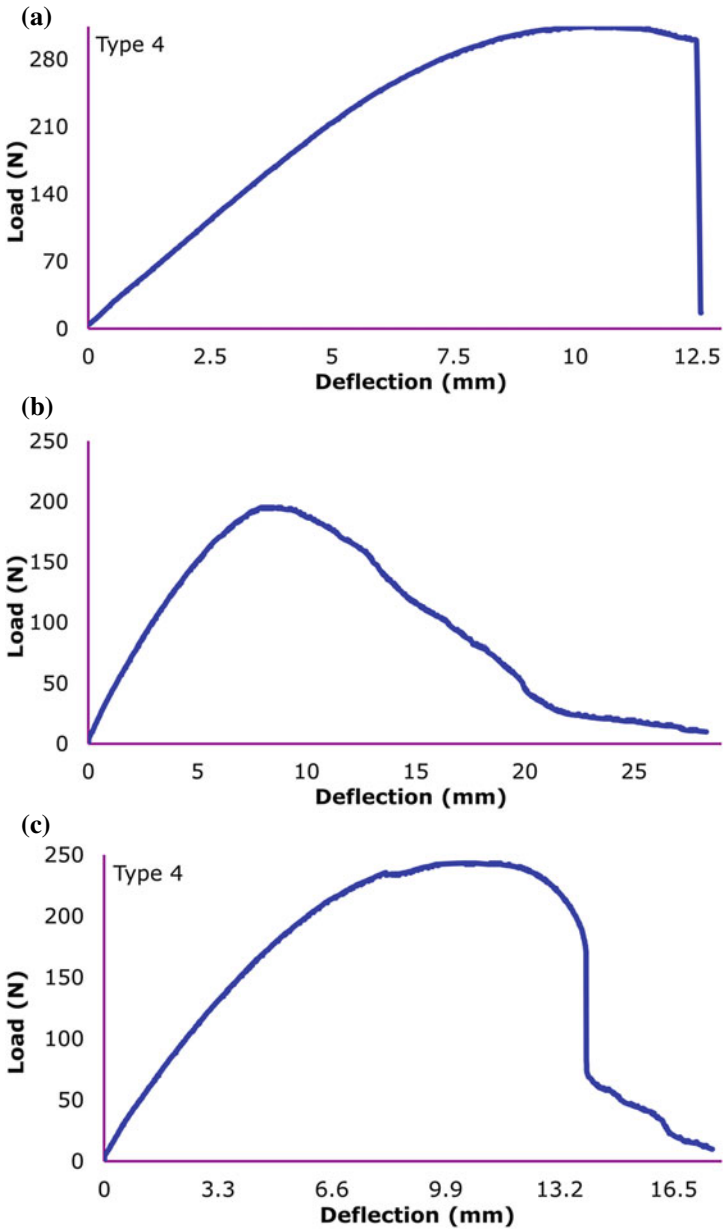 (a)
Type 4
280
210
140
70
0
Load (N)
0 2.5 5 7.5 10 12.5
Deflection (mm)
(b)
250
200
150
100
50
0
Load (N)
0 5 10 15 20 25
Deflection (mm)
(c)
Type 4
250
200
150
100
50
0
Load (N)
0 3.3 6.6 9.9 13.2 16.5
Deflection (mm)